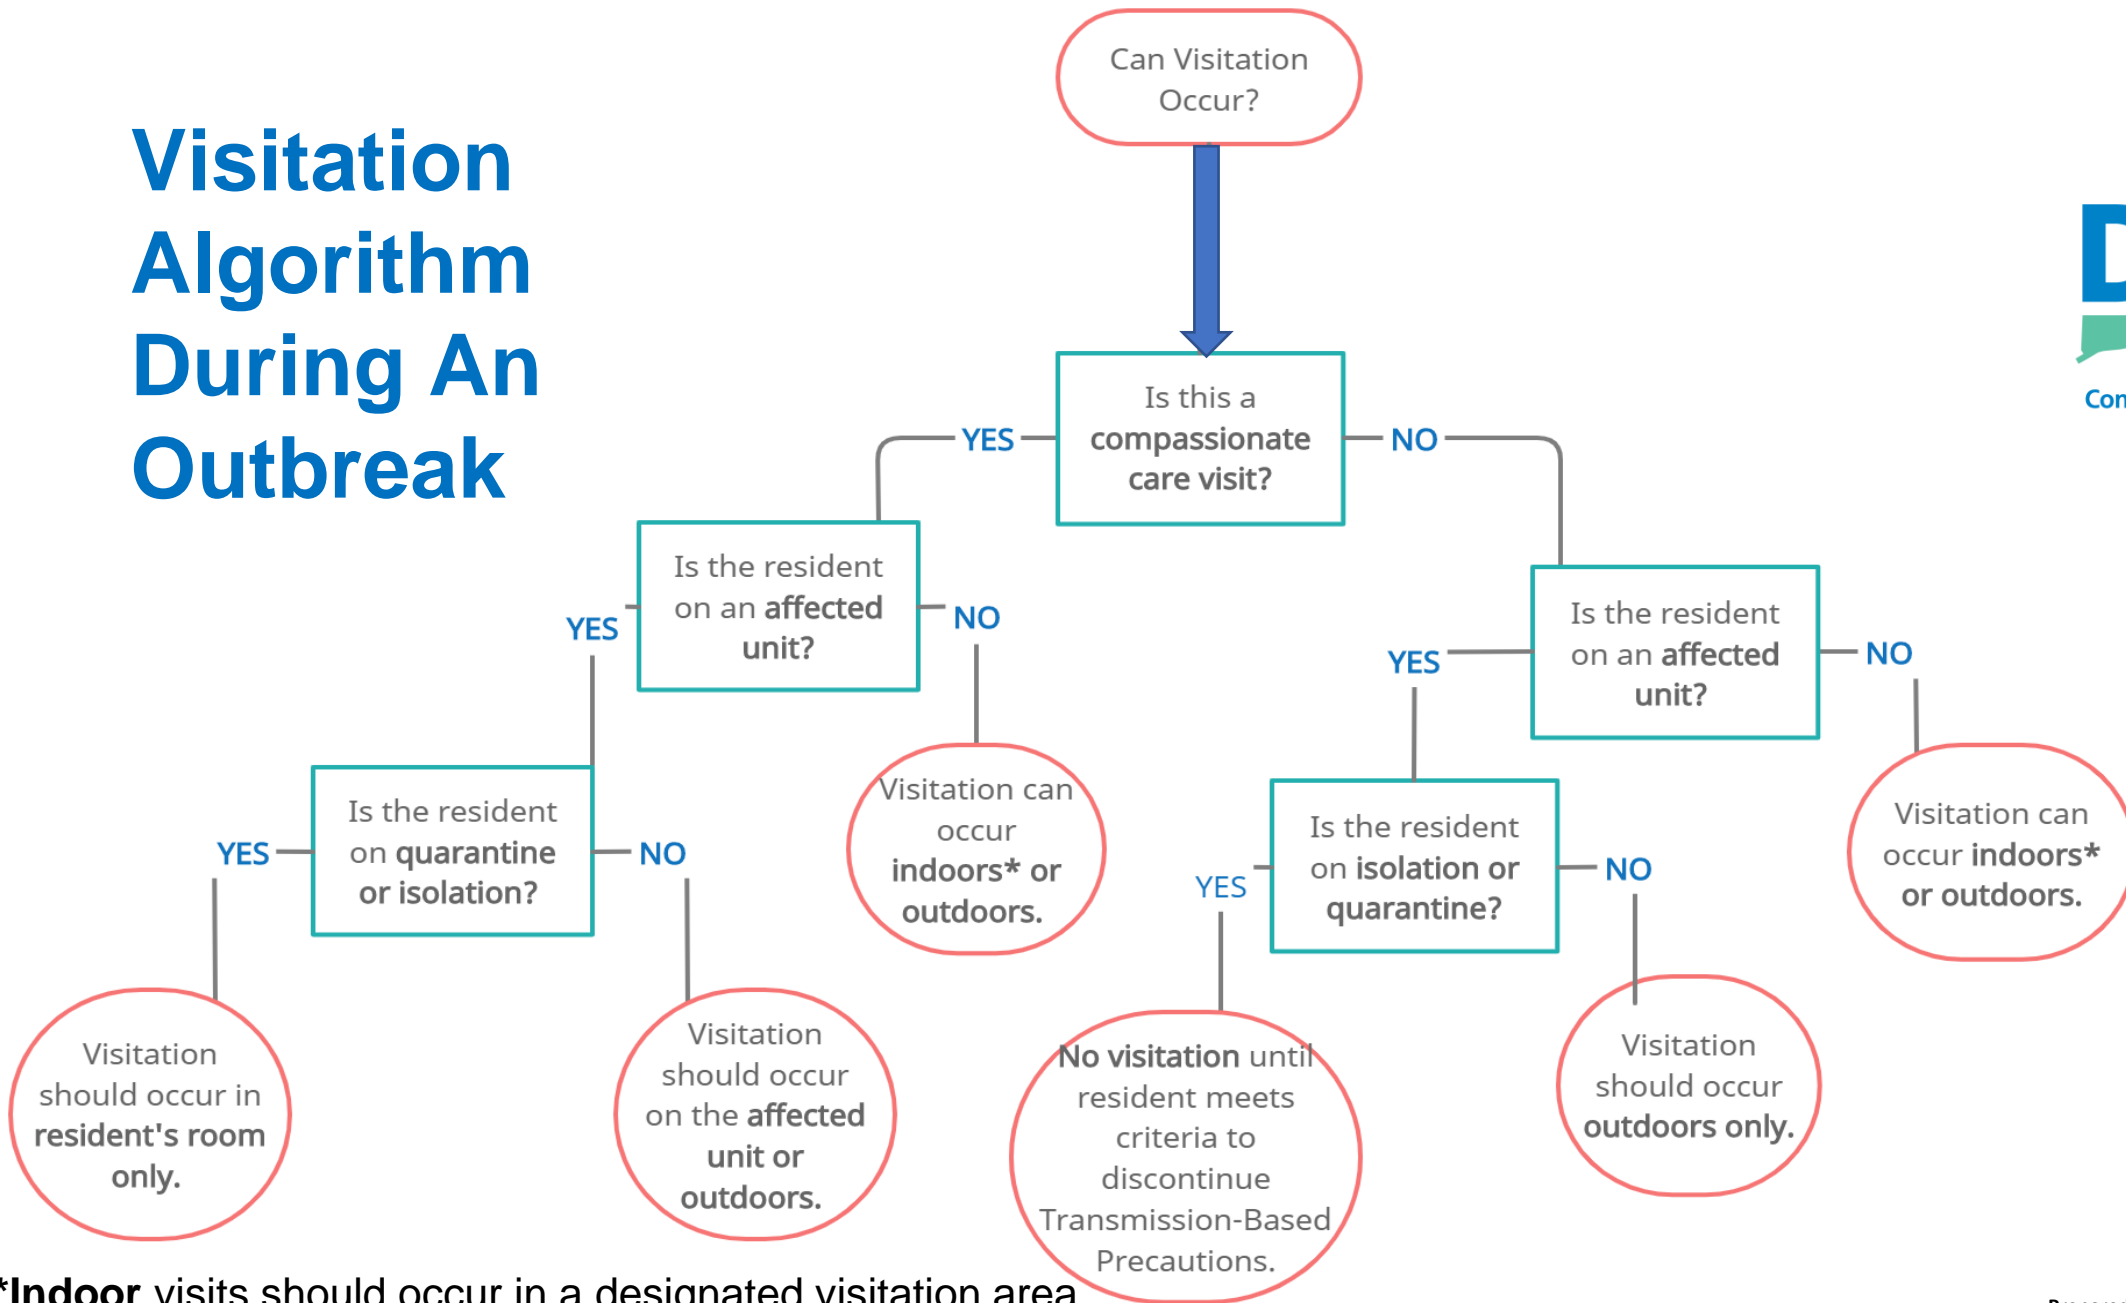 Visitation
Algorithm
During An
Outbreak
Can Visitation
Occur?
Is this a
compassionate
care visit?
YES
NO
Is the resident
on an affected
unit?
YES
NO
Is the resident
on an affected
unit?
YES
NO
Is the resident
on quarantine
or isolation?
YES
NO
Visitation can
occur
indoors* or
outdoors.
Is the resident
on isolation or
quarantine?
YES
NO
Visitation can
occur indoors*
or outdoors.
Visitation
should occur in
resident's room
only.
Visitation
should occur
on the affected
unit or
outdoors.
No visitation until
resident meets
criteria to
discontinue
Transmission-Based
Precautions.
Visitation
should occur
outdoors only.
*Indoor visits should occur in a designated visitation area